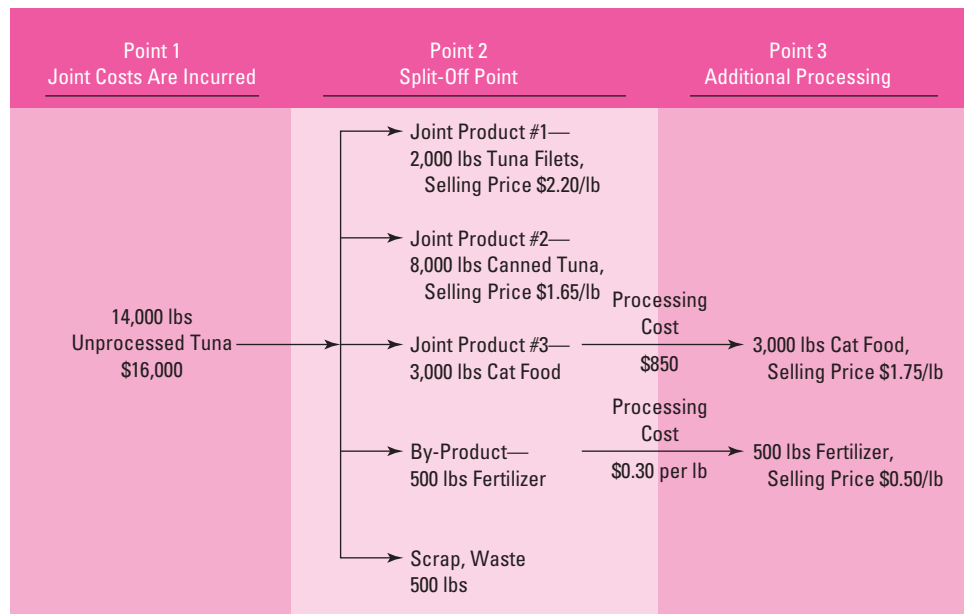 Point 1
Joint Costs Are Incurred
Point 2
Split-Off Point
Point 3
Additional Processing
14,000 lbs
Unprocessed Tuna
$16,000
Joint Product #1—
2,000 lbs Tuna Filets,
Selling Price $2.20/lb
Joint Product #2—
8,000 lbs Canned Tuna,
Selling Price $1.65/lb
Joint Product #3—
3,000 lbs Cat Food
Processing
Cost
$850
3,000 lbs Cat Food,
Selling Price $1.75/lb
By-Product—
500 lbs Fertilizer
Processing
Cost
$0.30 per lb
500 lbs Fertilizer,
Selling Price $0.50/lb
Scrap, Waste
500 lbs